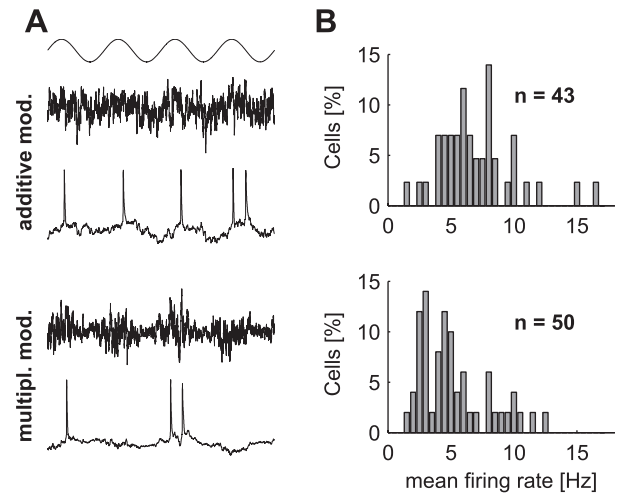 A
B
additive mod.
multipl. mod.
Cells [%]
15
10
5
0
n = 43
0 5 10 15
Cells [%]
15
10
5
0
n = 50
0 5 10 15
mean firing rate [Hz]